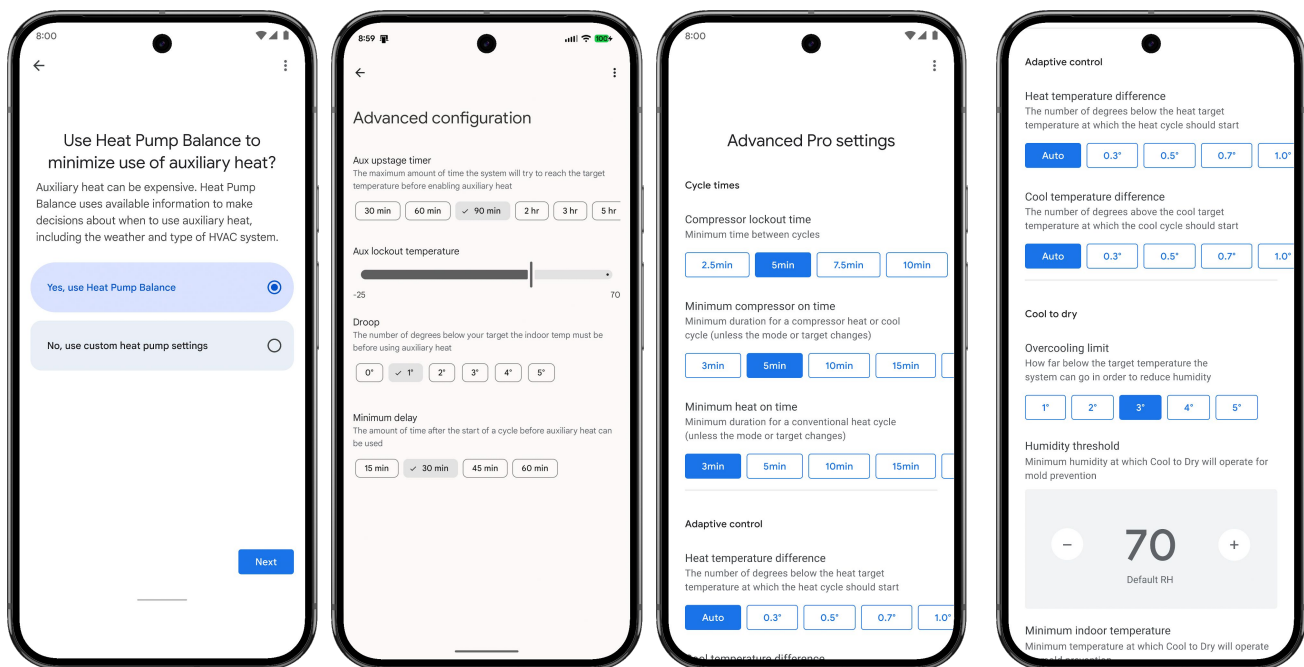 8:00
Use Heat Pump Balance to
minimize use of auxiliary heat?
Auxiliary heat can be expensive. Heat Pump
Balance uses available information to make
decisions about when to use auxiliary heat,
including the weather and type of HVAC system.
Yes, use Heat Pump Balance
No, use custom heat pump settings
Next
8:59
100
Advanced configuration
Aux upstage timer
The maximum amount of time the system will try to reach the target
temperature before enabling auxiliary heat
30 min 60 min 90 min 2 hr 3 hr 5 hr
Aux lockout temperature
-25 70
Droop
The number of degrees below your target the indoor temp must be
before using auxiliary heat
0° 1° 2° 3° 4° 5°
Minimum delay
The amount of time after the start of a cycle before auxiliary heat can
be used
15 min 30 min 45 min 60 min
8:00
Advanced Pro settings
Cycle times
Compressor lockout time
Minimum time between cycles
2.5min 5min 7.5min 10min
Minimum compressor on time
Minimum duration for a compressor heat or cool
cycle (unless the mode or target changes)
3min 5min 10min 15min
Minimum heat on time
Minimum duration for a conventional heat cycle
(unless the mode or target changes)
3min 5min 10min 15min
Adaptive control
Heat temperature difference
The number of degrees below the heat target
temperature at which the heat cycle should start
Auto 0.3° 0.5° 0.7° 1.0°
Cool temperature difference
Adaptive control
Heat temperature difference
The number of degrees below the heat target
temperature at which the heat cycle should start
Auto 0.3° 0.5° 0.7° 1.0°
Cool temperature difference
The number of degrees above the cool target
temperature at which the cool cycle should start
Auto 0.3° 0.5° 0.7° 1.0°
Cool to dry
Overcooling limit
How far below the target temperature the
system can go in order to reduce humidity
1° 2° 3° 4° 5°
Humidity threshold
Minimum humidity at which Cool to Dry will operate for
mold prevention
− 70 +
Default RH
Minimum indoor temperature
Minimum temperature at which Cool to Dry will operate